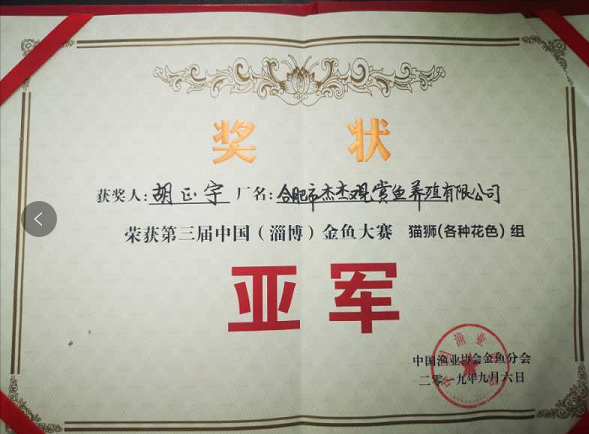 奖 状
获奖人：胡正宇 厂名：合肥市杰杰观赏鱼养殖有限公司
荣获第三届中国（淄博）金鱼大赛 猫狮（各种花色）组
亚军
中国渔业协会金鱼分会
二零一九年九月六日